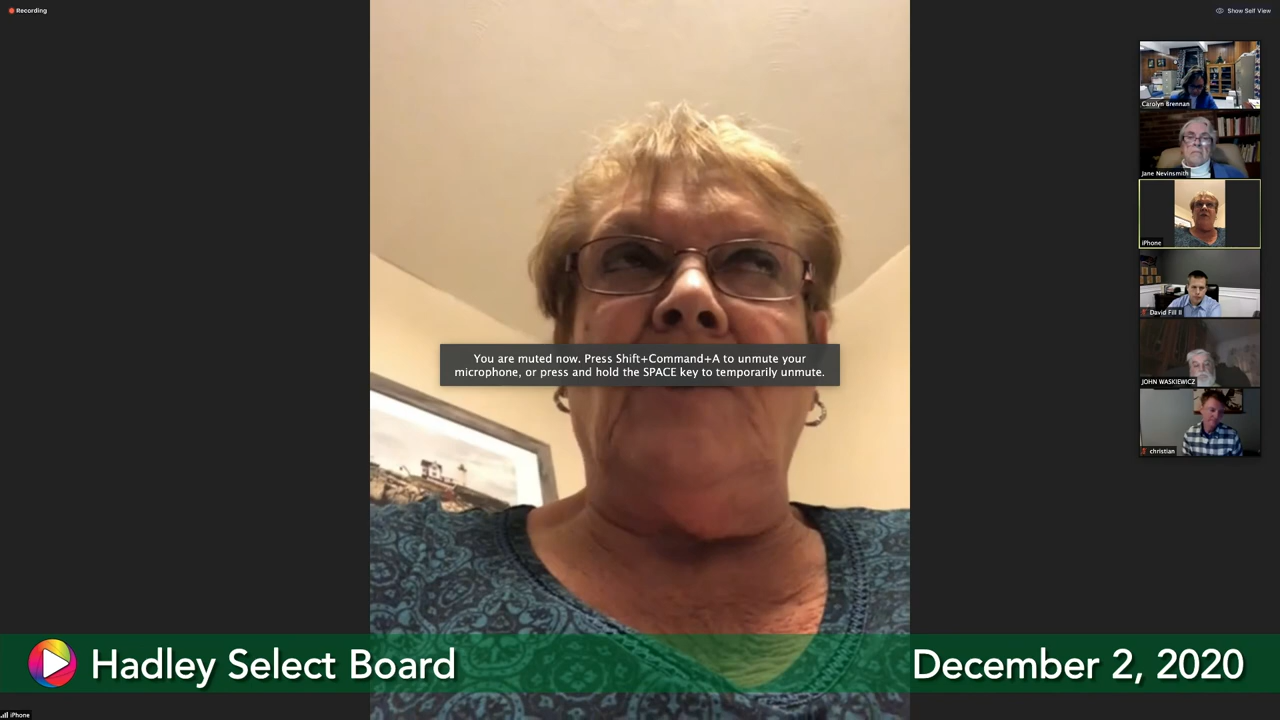 Recording
Show Self View
Carolyn Brennan
Jane Nevinsmith
iPhone
David Fill II
JOHN WASKIEWICZ
christian
You are muted now. Press Shift+Command+A to unmute your
microphone, or press and hold the SPACE key to temporarily unmute.
Hadley Select Board
December 2, 2020
iPhone